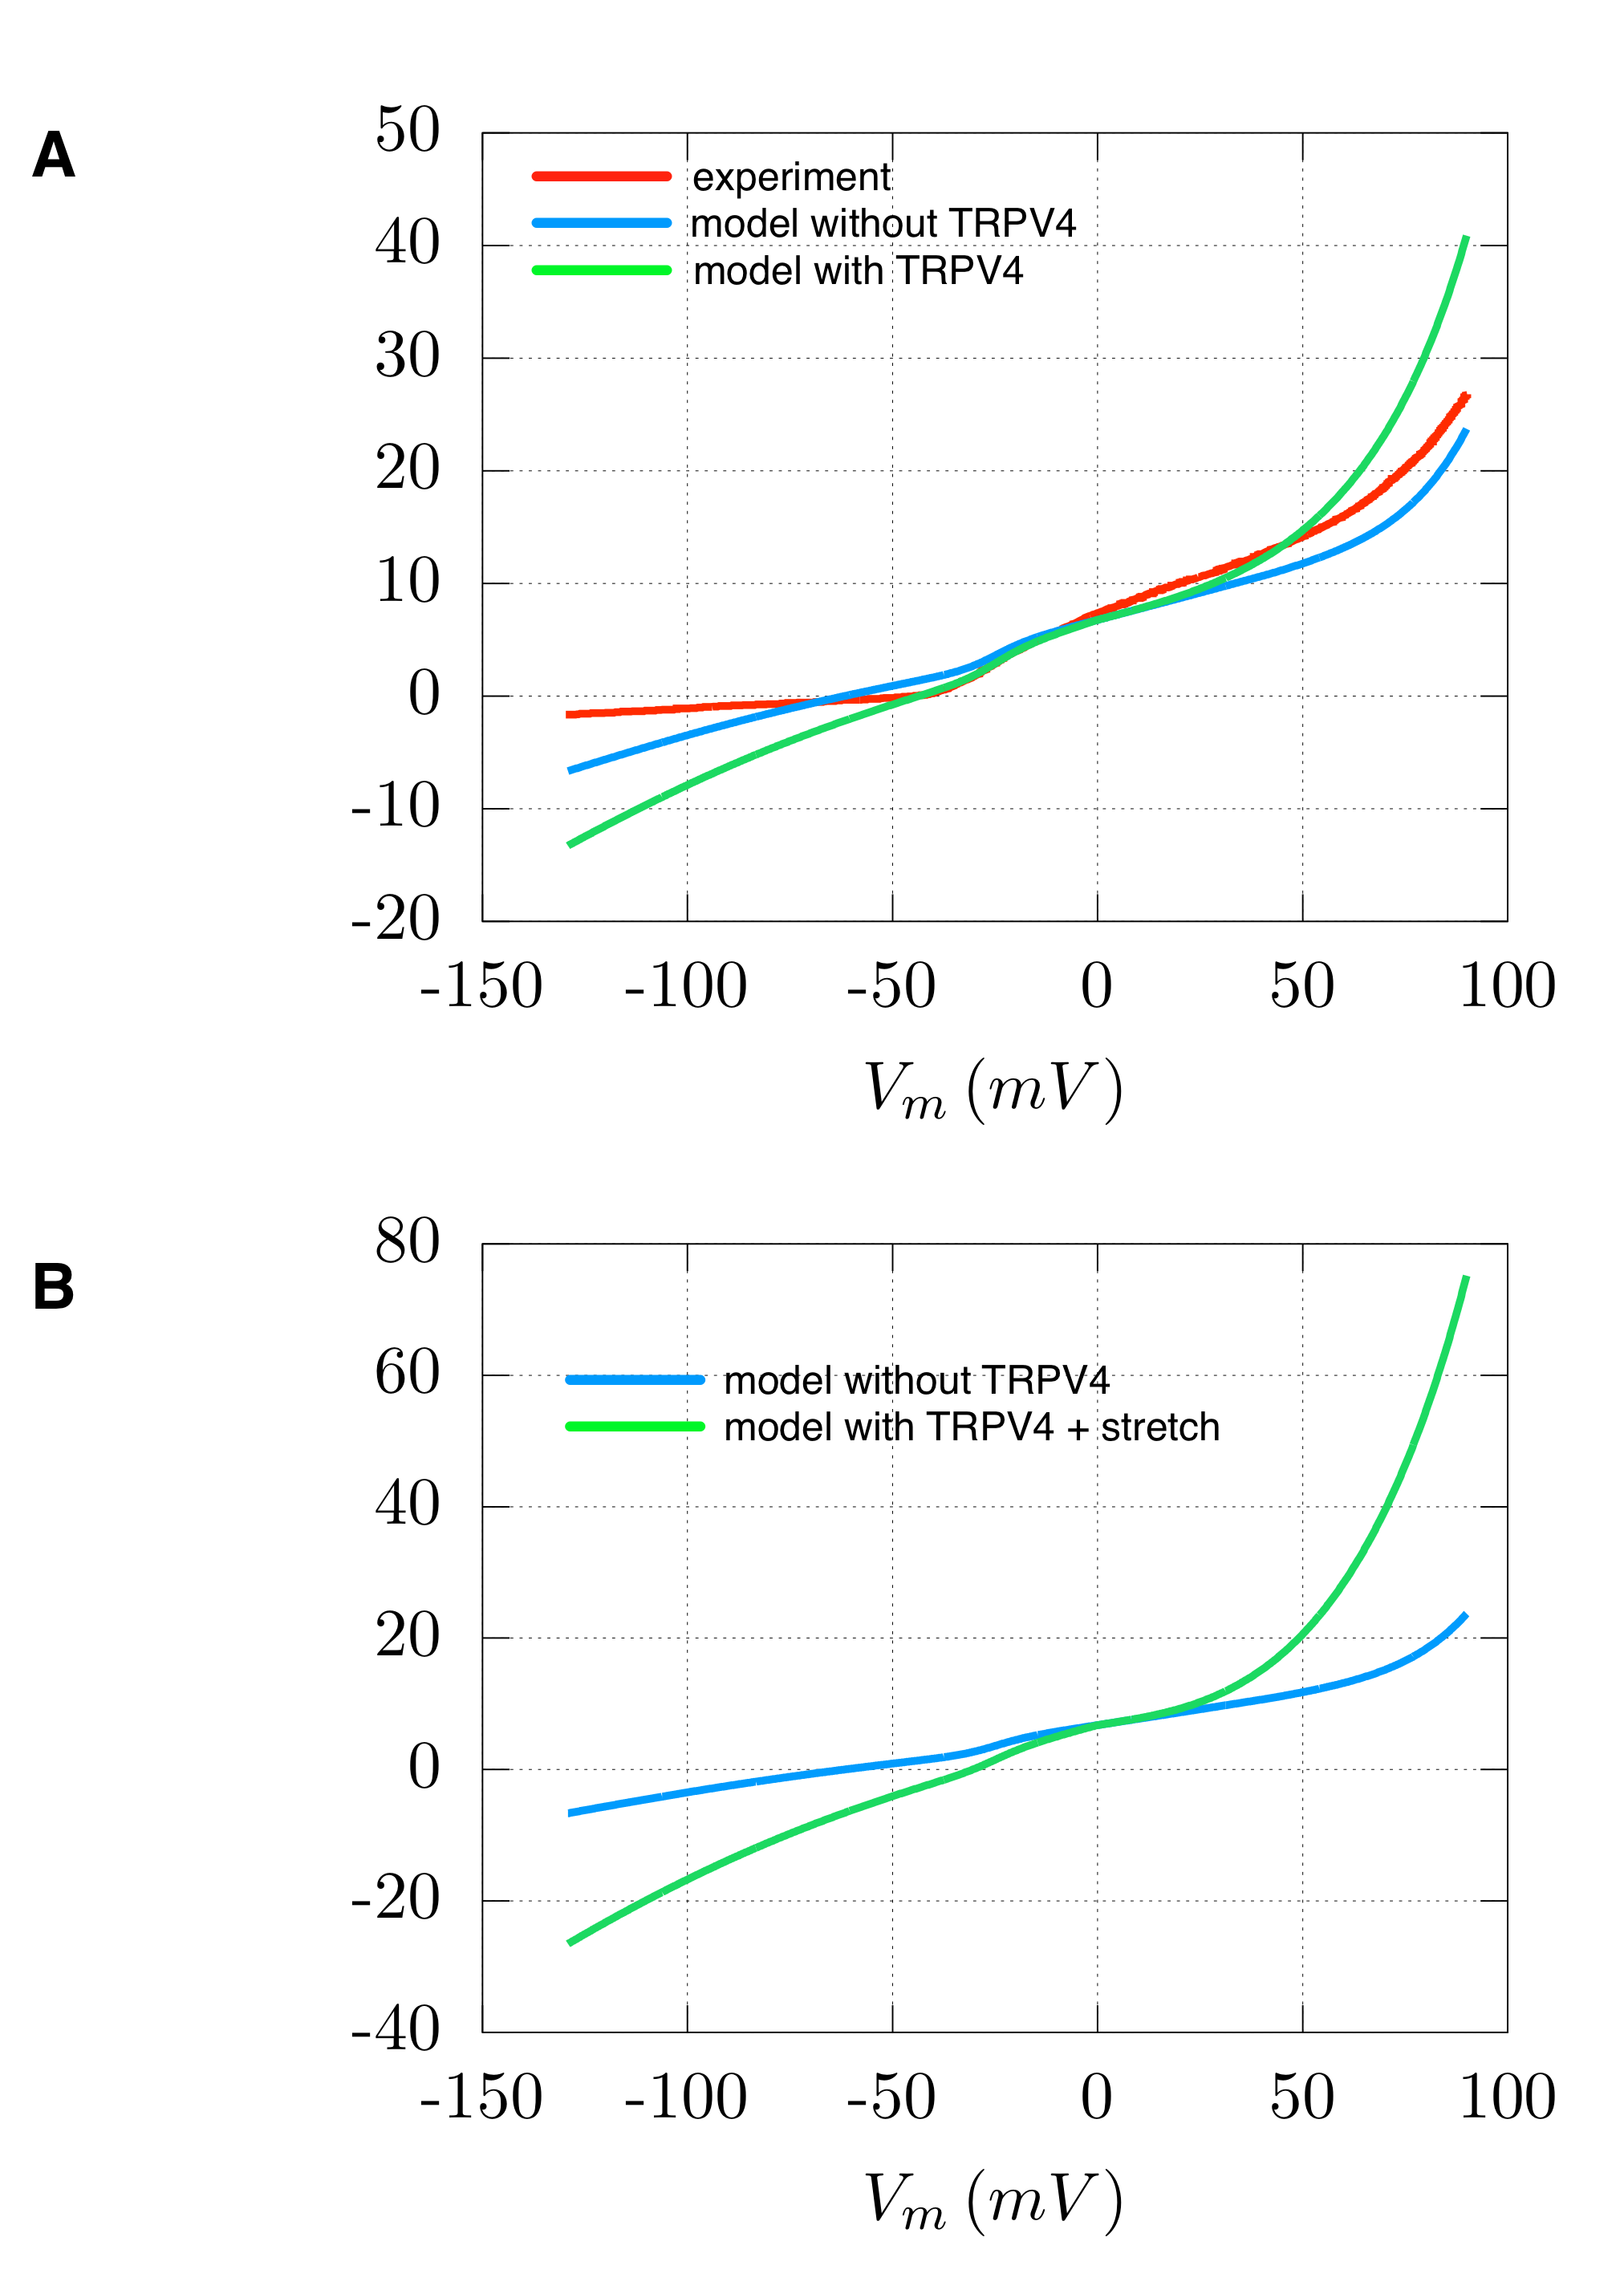 A
50
experiment
model without TRPV4
40
model with TRPV4
30
20
10
0
-10
-20
-150 -100 -50 0 50 100
V_m (mV)
B
80
60
model without TRPV4
model with TRPV4 + stretch
40
20
0
-20
-40
-150 -100 -50 0 50 100
V_m (mV)